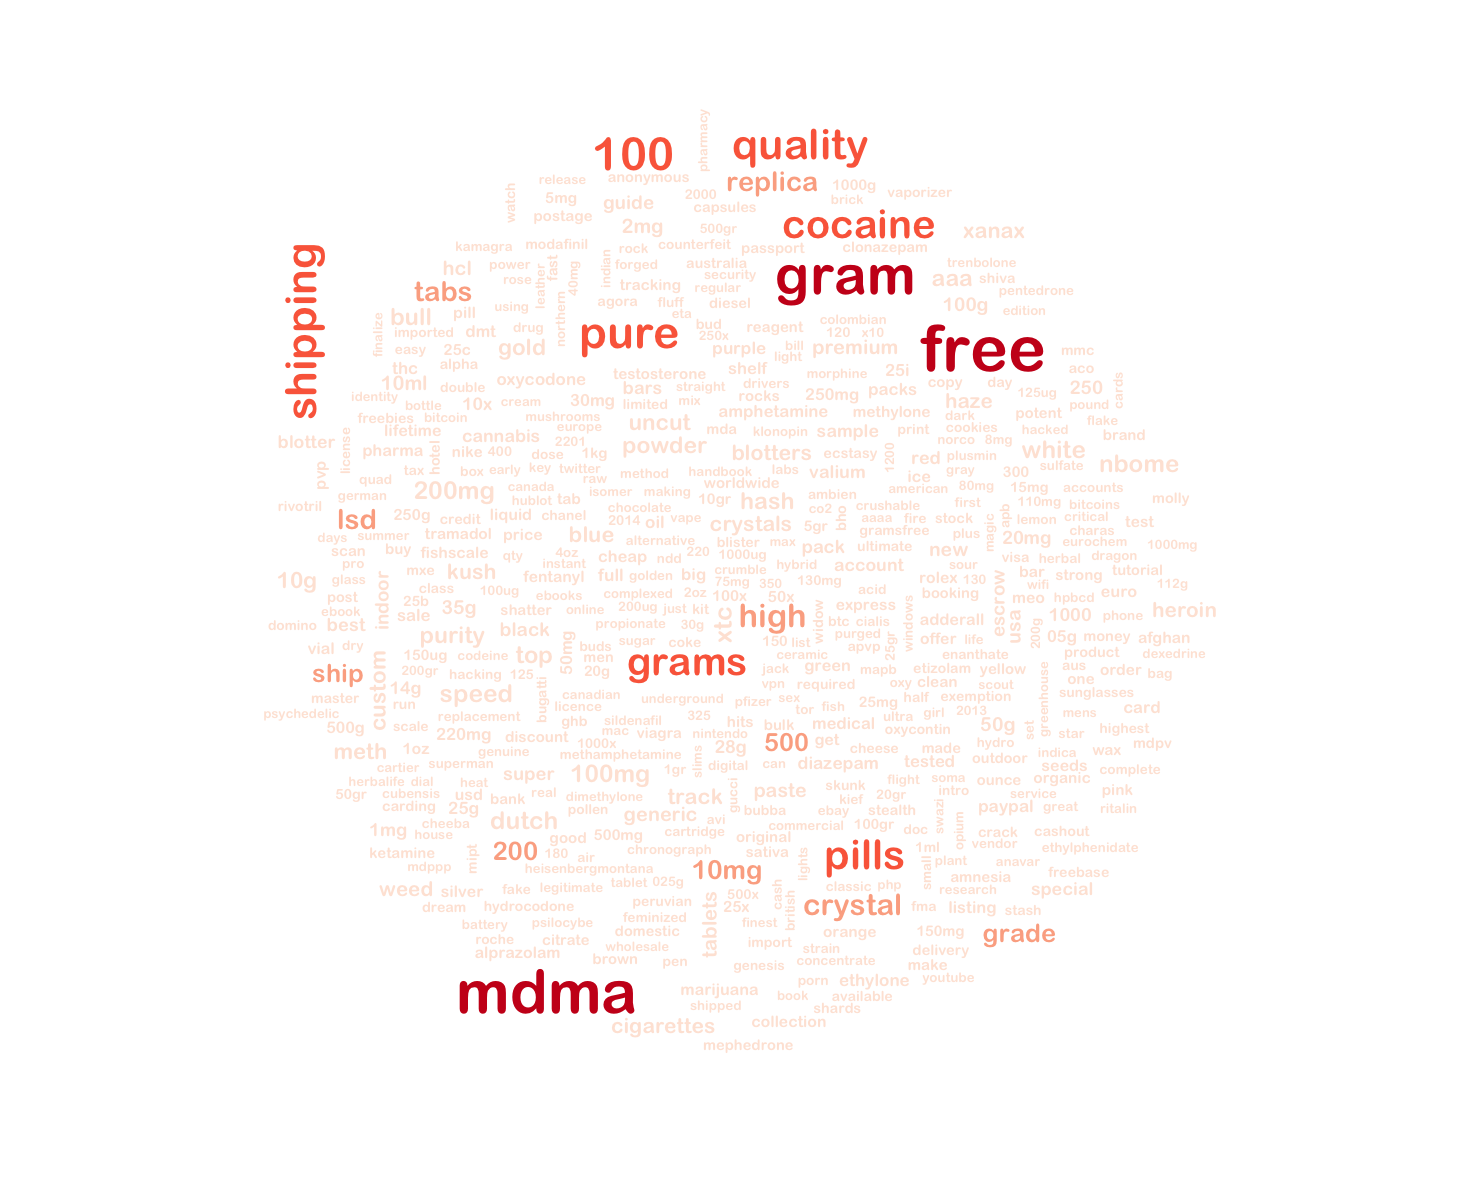 pharmacy
100
quality
release
anonymous
replica
1000g
watch
5mg
2000
brick
vaporizer
postage
guide
capsules
2mg
500gr
cocaine
xanax
kamagra
modafinil
rock
counterfeit
passport
clonazepam
shipping
hcl
power
fast
indian
forged
australia
gram
trenbolone
rose
leather
40mg
security
aaa
shiva
tabs
tracking
regular
pentedrone
using
northern
agora
fluff
diesel
100g
edition
bull
pill
eta
finalize
imported
dmt
drug
pure
bud
reagent
colombian
120
x10
free
easy
25c
gold
250x
purple
bill
light
premium
mmc
thc
alpha
testosterone
shelf
morphine
25i
aco
10ml
double
oxycodone
bars
straight
drivers
250mg
packs
copy
day
125ug
250
cards
identity
bottle
10x
cream
30mg
limited
mix
rocks
haze
pound
freebies
bitcoin
mushrooms
uncut
amphetamine
methylone
dark
potent
flake
lifetime
europe
mda
klonopin
sample
print
cookies
hacked
blotter
license
hotel
cannabis
2201
powder
norco
8mg
brand
pharma
nike
400
dose
1kg
blotters
ecstasy
1200
red
plusmin
white
pvp
tax
box
early
key
twitter
method
handbook
labs
valium
gray
300
sulfate
nbome
quad
raw
worldwide
ice
german
200mg
canada
isomer
making
10gr
hash
ambien
american
80mg
15mg
accounts
rivotril
hublot
tab
chocolate
co2
crushable
first
apb
110mg
bitcoins
molly
lsd
250g
credit
liquid
chanel
2014
oil
vape
crystals
5gr
bho
aaaa
fire
stock
magic
lemon
critical
test
days
summer
tramadol
price
blue
alternative
blister
max
gramsfree
plus
20mg
charas
eurochem
1000mg
scan
buy
fishscale
qty
4oz
cheap
ndd
220
1000ug
pack
ultimate
new
visa
herbal
dragon
pro
instant
crumble
hybrid
account
sour
10g
glass
mxe
kush
fentanyl
full
golden
big
75mg
350
130mg
rolex
130
bar
strong
tutorial
indoor
class
100ug
ebooks
complexed
2oz
100x
50x
acid
booking
escrow
wifi
112g
post
25b
35g
shatter
online
200ug
just
kit
xtc
high
widow
express
usa
meo
hpbcd
euro
ebook
sale
btc
cialis
windows
adderall
1000
phone
heroin
domino
best
purity
black
propionate
30g
purged
offer
life
200g
05g
money
afghan
vial
dry
50mg
buds
sugar
coke
150
list
apvp
25gr
product
dexedrine
150ug
codeine
top
men
grams
ceramic
enanthate
aus
ship
custom
200gr
hacking
125
20g
jack
green
mapb
etizolam
yellow
one
order
bag
14g
speed
bugatti
canadian
vpn
required
oxy
clean
scout
greenhouse
sunglasses
master
run
licence
underground
pfizer
sex
25mg
half
exemption
psychedelic
replacement
tor
fish
mens
card
500g
scale
ghb
sildenafil
325
hits
bulk
medical
ultra
girl
2013
50g
set
220mg
discount
mac
viagra
nintendo
oxycontin
star
highest
meth
1oz
genuine
1000x
28g
500
get
hydro
methamphetamine
slims
cheese
made
indica
wax
mdpv
cartier
superman
digital
can
diazepam
tested
outdoor
seeds
complete
herbalife
dial
heat
super
100mg
1gr
flight
soma
ounce
organic
50gr
cubensis
usd
real
dimethylone
track
gucci
paste
skunk
20gr
intro
service
pink
carding
25g
bank
pollen
bubba
kief
ebay
stealth
swazi
paypal
great
ritalin
1mg
cheeba
dutch
generic
avi
commercial
100gr
opium
house
good
500mg
cartridge
original
doc
crack
cashout
ketamine
mipt
200
180
chronograph
sativa
pills
1ml
vendor
ethylphenidate
mdppp
air
lights
small
plant
anavar
heisenbergmontana
10mg
freebase
weed
silver
fake
legitimate
tablet
025g
cash
classic
php
amnesia
research
special
500x
dream
hydrocodone
peruvian
25x
british
crystal
fma
listing
stash
battery
psilocybe
feminized
tablets
finest
domestic
orange
150mg
grade
roche
citrate
wholesale
import
strain
delivery
alprazolam
brown
pen
genesis
concentrate
make
mdma
marijuana
porn
ethylone
youtube
shipped
book
available
shards
cigarettes
collection
mephedrone